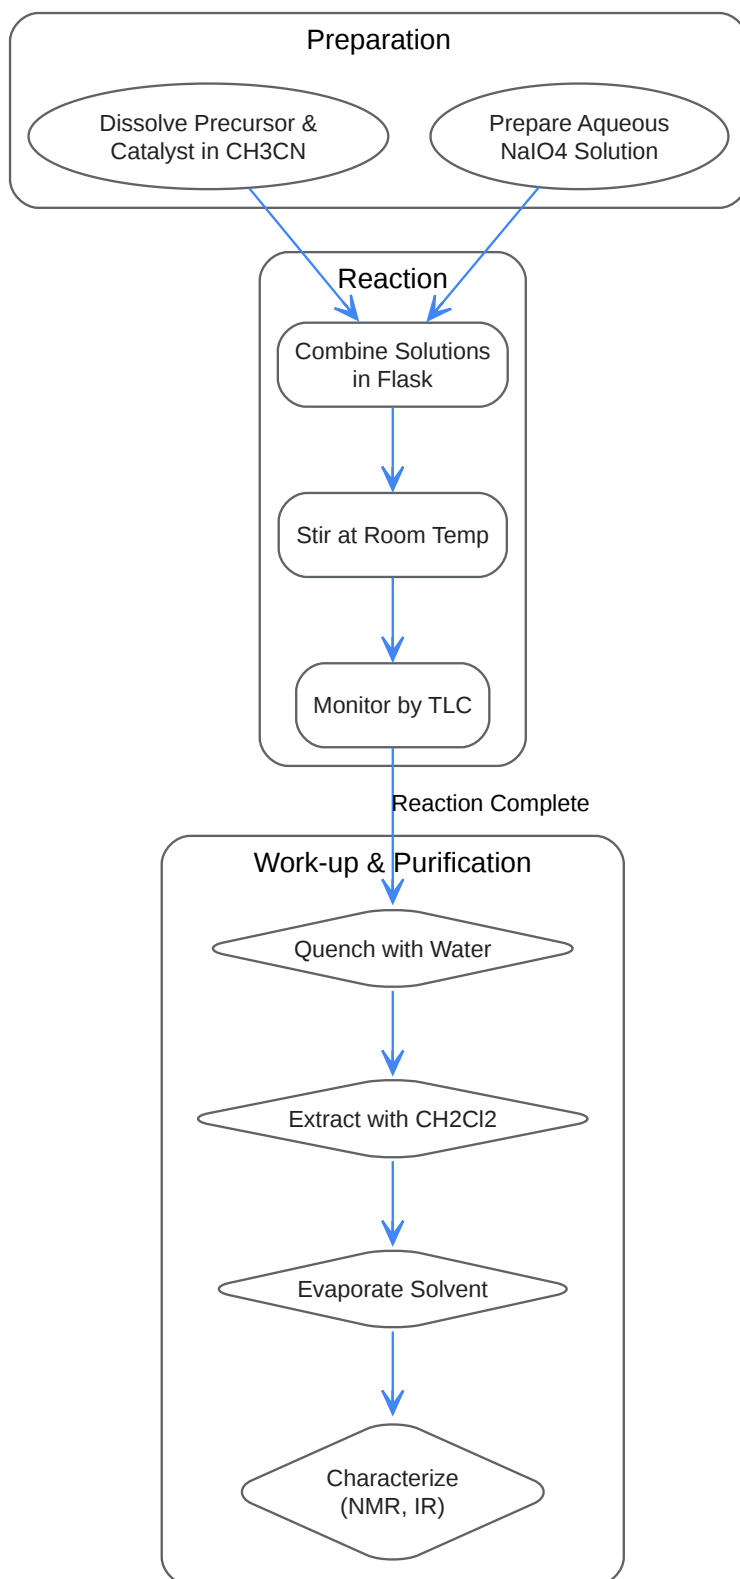 Preparation
Dissolve Precursor &
Catalyst in CH3CN
Prepare Aqueous
NaIO4 Solution
Reaction
Combine Solutions
in Flask
Stir at Room Temp
Monitor by TLC
Reaction Complete
Work-up & Purification
Quench with Water
Extract with CH2Cl2
Evaporate Solvent
Characterize
(NMR, IR)